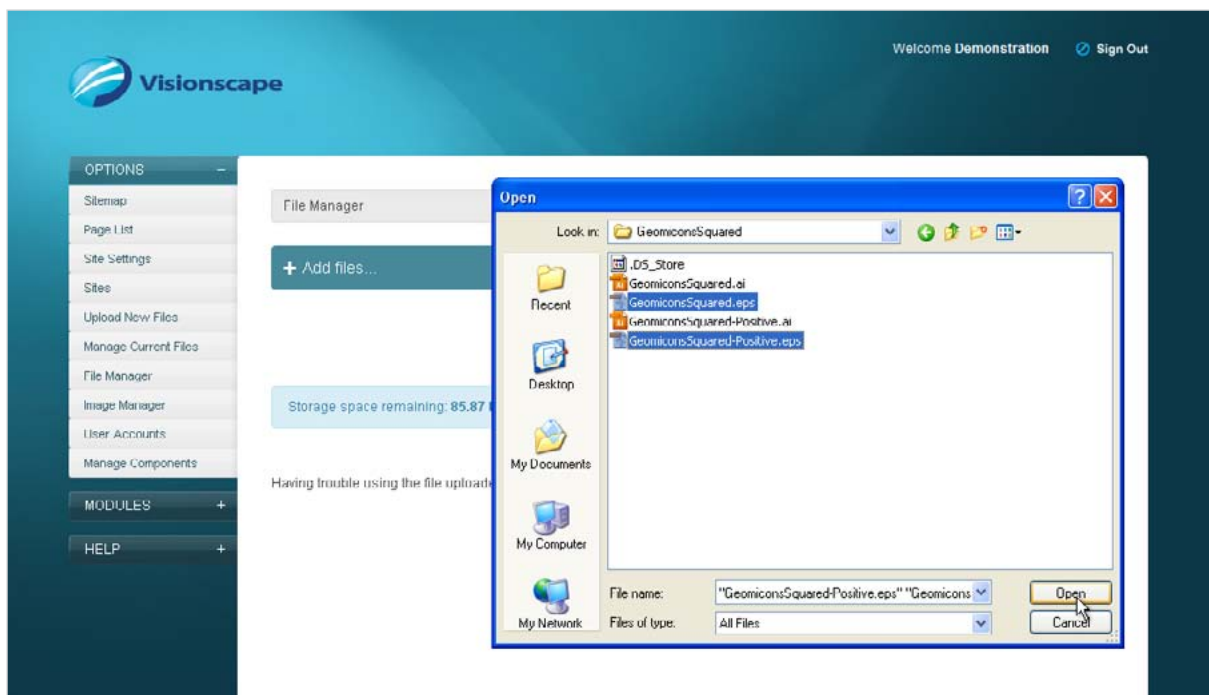 Welcome Demonstration
Sign Out
Visionscape
OPTIONS −
Sitemap
Page List
Site Settings
Sites
Upload New Files
Manage Current Files
File Manager
Image Manager
User Accounts
Manage Components
MODULES +
HELP +
File Manager
+ Add files...
Storage space remaining: 85.87
Having trouble using the file
Open
Look in: GeomiconsSquared
Recent
Desktop
My Documents
My Computer
My Network
.DS_Store
GeomiconsSquared.ai
GeomiconsSquared.eps
GeomiconsSquared-Positive.ai
GeomiconsSquared-Positive.eps
File name: "GeomiconsSquared-Positive.eps" "Geomicons
Open
Files of type: All Files
Cancel